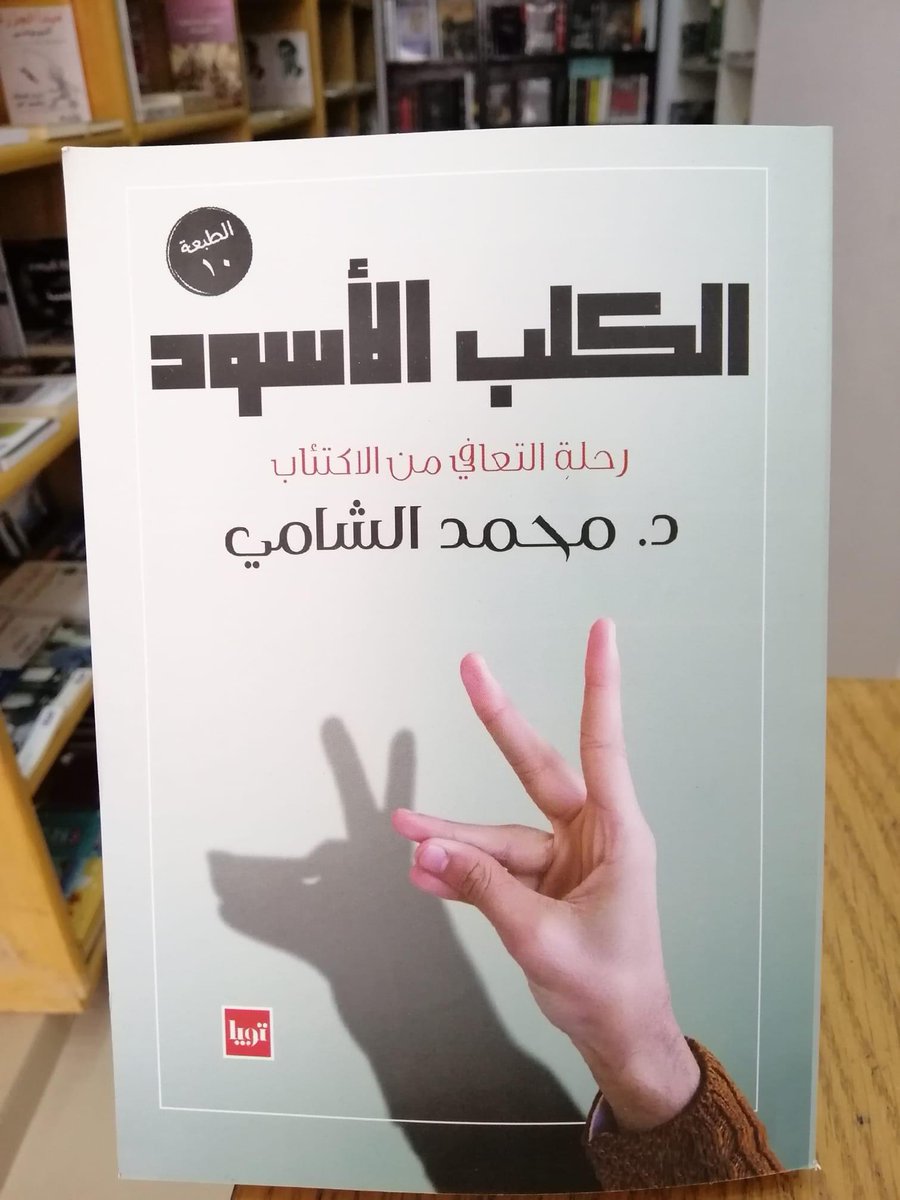 الطبعة
١٠
الكلب الأسود
رحلة التعافي من الاكتئاب
د. محمد الشامي
تويا